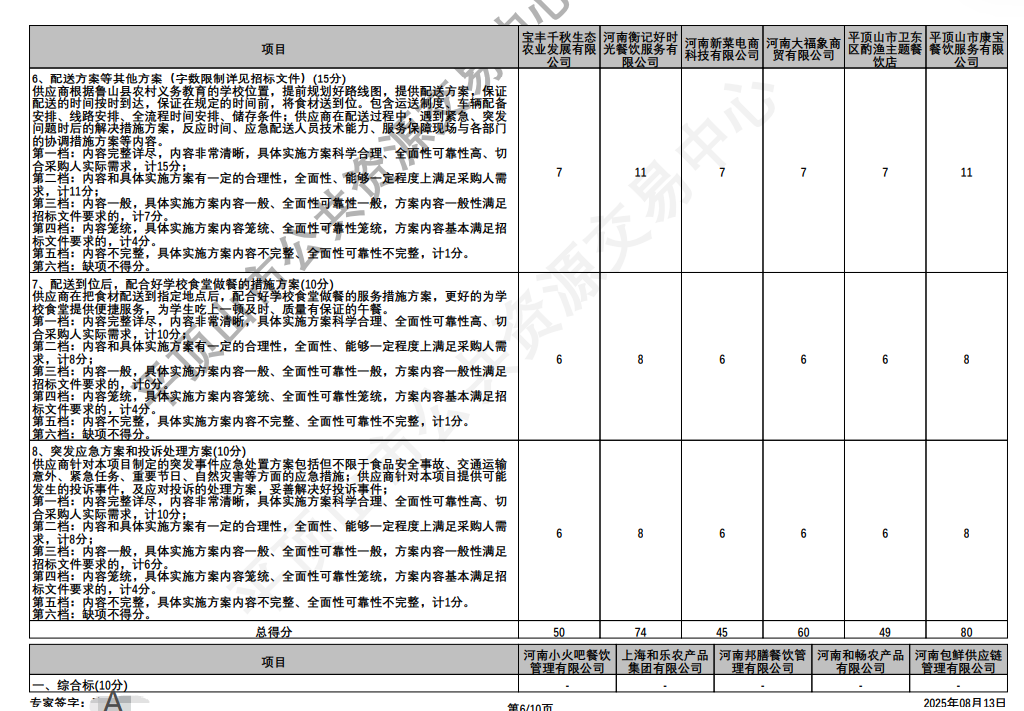 项目
宝丰千秋生态农业发展有限公司
河南衡记好时光餐饮服务有限公司
河南新菜电商科技有限公司
河南大福象商贸有限公司
平顶山市卫东区酌渔主题餐饮店
平顶山市康宝餐饮服务有限公司
6、配送方案等其他方案（字数限制详见招标文件）(15分)
供应商根据鲁山县农村义务教育的学校位置，提前规划好路线图，提供配送方案，保证
配送的时间按时到达，保证在规定的时间前，将食材送到位。包含运送制度、车辆配备
安排、线路安排、全流程时间安排、储存条件；供应商在配送过程中，遇到紧急、突发
问题时后的解决措施方案，反应时间、应急配送人员技术能力、服务保障现场与各部门
的协调措施方案等内容。
第一档：内容完整详尽，内容非常清晰，具体实施方案科学合理、全面性可靠性高、切
合采购人实际需求，计15分；
第二档：内容和具体实施方案有一定的合理性，全面性、能够一定程度上满足采购人需
求，计11分；
第三档：内容一般，具体实施方案内容一般、全面性可靠性一般，方案内容一般性满足
招标文件要求的，计7分。
第四档：内容笼统，具体实施方案内容笼统、全面性可靠性笼统，方案内容基本满足招
标文件要求的，计4分。
第五档：内容不完整，具体实施方案内容不完整、全面性可靠性不完整，计1分。
第六档：缺项不得分。
7 11 7 7 7 11
7、配送到位后，配合好学校食堂做餐的措施方案(10分)
供应商在把食材配送到指定地点后，配合好学校食堂做餐的服务措施方案，更好的为学
校食堂提供便捷服务，为学生吃上一顿及时、质量有保证的午餐。
第一档：内容完整详尽，内容非常清晰，具体实施方案科学合理、全面性可靠性高、切
合采购人实际需求，计10分；
第二档：内容和具体实施方案有一定的合理性，全面性、能够一定程度上满足采购人需
求，计8分；
第三档：内容一般，具体实施方案内容一般、全面性可靠性一般，方案内容一般性满足
招标文件要求的，计6分。
第四档：内容笼统，具体实施方案内容笼统、全面性可靠性笼统，方案内容基本满足招
标文件要求的，计4分。
第五档：内容不完整，具体实施方案内容不完整、全面性可靠性不完整，计1分。
第六档：缺项不得分。
6 8 6 6 6 8
8、突发应急方案和投诉处理方案(10分)
供应商针对本项目制定的突发事件应急处置方案包括但不限于食品安全事故、交通运输
意外、紧急任务、重要节日、自然灾害等方面的应急措施；供应商针对本项目提供可能
发生的投诉事件，及应对投诉的处理方案，妥善解决好投诉事件；
第一档：内容完整详尽，内容非常清晰，具体实施方案科学合理、全面性可靠性高、切
合采购人实际需求，计10分；
第二档：内容和具体实施方案有一定的合理性，全面性、能够一定程度上满足采购人需
求，计8分；
第三档：内容一般，具体实施方案内容一般、全面性可靠性一般，方案内容一般性满足
招标文件要求的，计6分。
第四档：内容笼统，具体实施方案内容笼统、全面性可靠性笼统，方案内容基本满足招
标文件要求的，计4分。
第五档：内容不完整，具体实施方案内容不完整、全面性可靠性不完整，计1分。
第六档：缺项不得分。
6 8 6 6 6 8
总得分 50 74 45 60 49 80
项目
河南小火吧餐饮管理有限公司
上海和乐农产品集团有限公司
河南邦膳餐饮管理有限公司
河南和畅农产品有限公司
河南包鲜供应链管理有限公司
一、综合标(10分) - - - - -
专家签字：
2025年08月13日
第6/10页
平顶山市公共资源交易中心
平顶山市公共资源交易中心